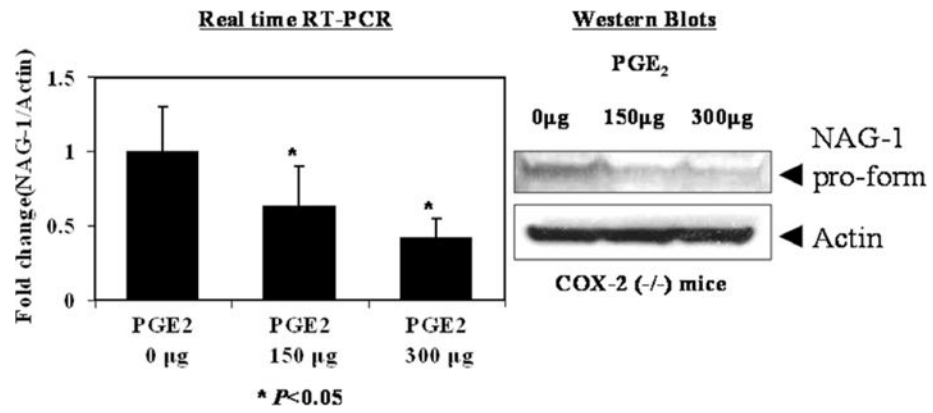 Real time RT-PCR
Fold change(NAG-1/Actin)
1.5
1
0.5
0
*
*
PGE2
0 μg
PGE2
150 μg
PGE2
300 μg
* P<0.05
Western Blots
PGE₂
0μg 150μg 300μg
NAG-1
pro-form
Actin
COX-2 (-/-) mice